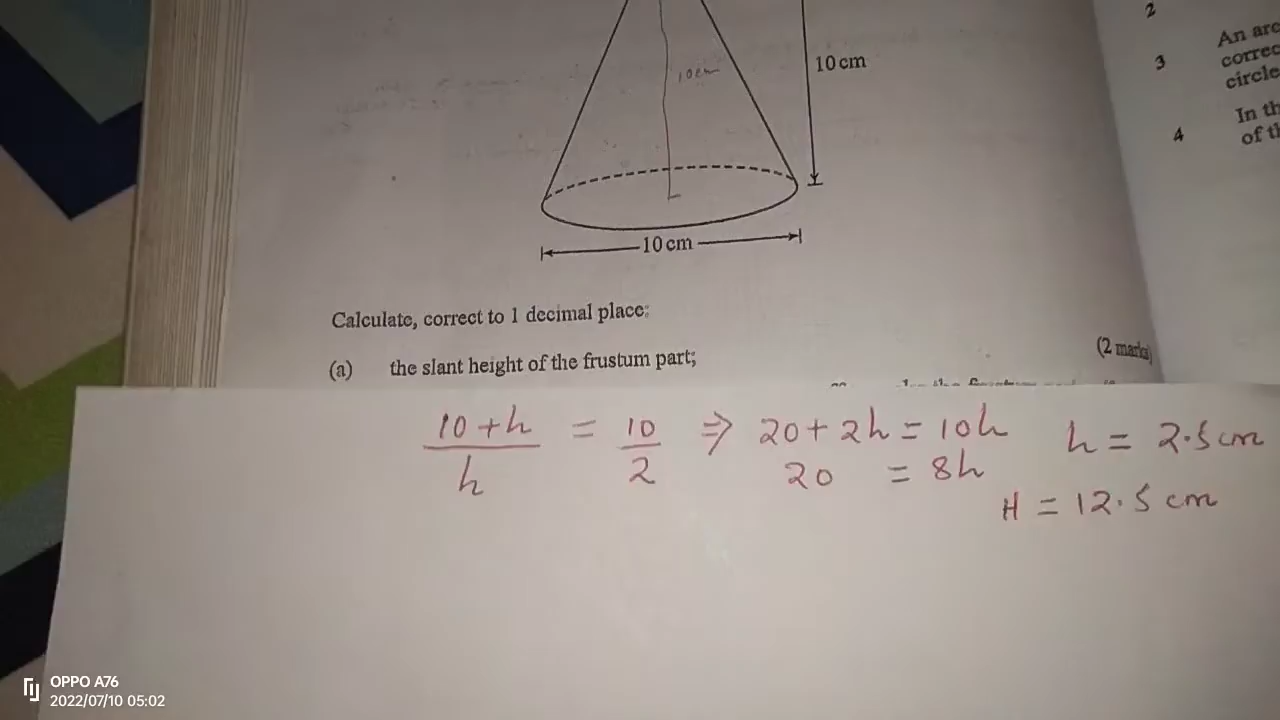 2
An arc
3
correc
circle
10 cm
10cm
In th
4
of th
10 cm
Calculate, correct to 1 decimal place:
(a) the slant height of the frustum part; (2 marks)
10 + h / h = 10 / 2 ⇒ 20 + 2h = 10h h = 2.5 cm
20 = 8h
H = 12.5 cm
OPPO A76
2022/07/10 05:02